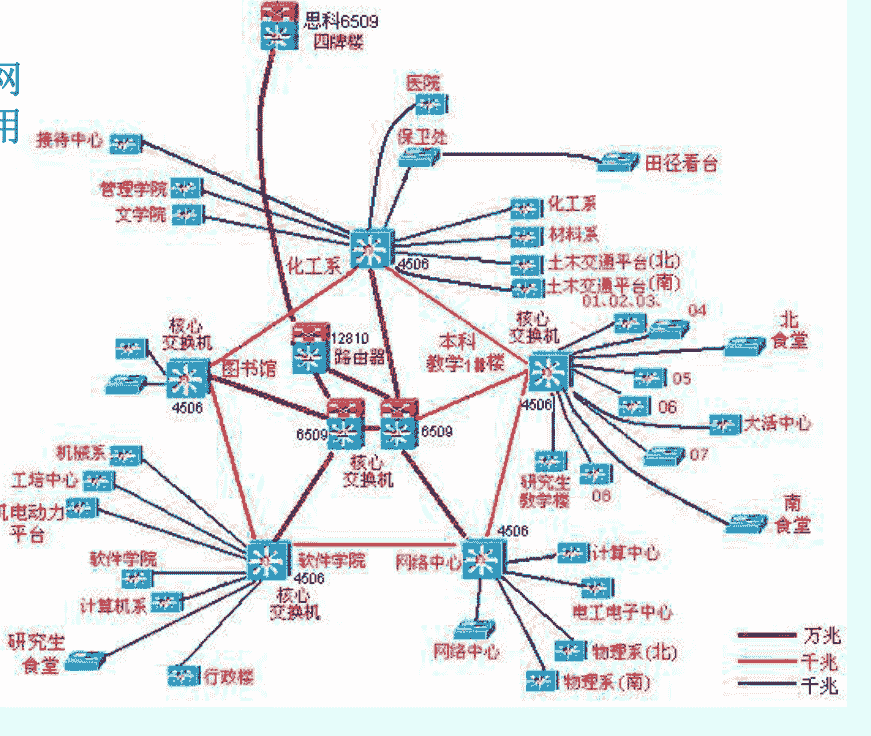 思科6509
四牌楼
网
用
医院
保卫处
接待中心
田径看台
管理学院
文学院
化工系
材料系
土木交通平台(北)
土木交通平台(南)
化工系
4506
01.02.03.
04
核心
交换机
北
食堂
核心
交换机
12810
路由器
本科
教学1#楼
图书馆
4506
4506
05
06
大活中心
6509
6509
核心
交换机
07
研究生
教学楼
08
南
食堂
机械系
工培中心
机电动力
平台
4506
软件学院
软件学院
4506
网络中心
计算中心
核心
交换机
计算机系
电工电子中心
研究生
食堂
网络中心
物理系(北)
物理系(南)
行政楼
万兆
千兆
千兆